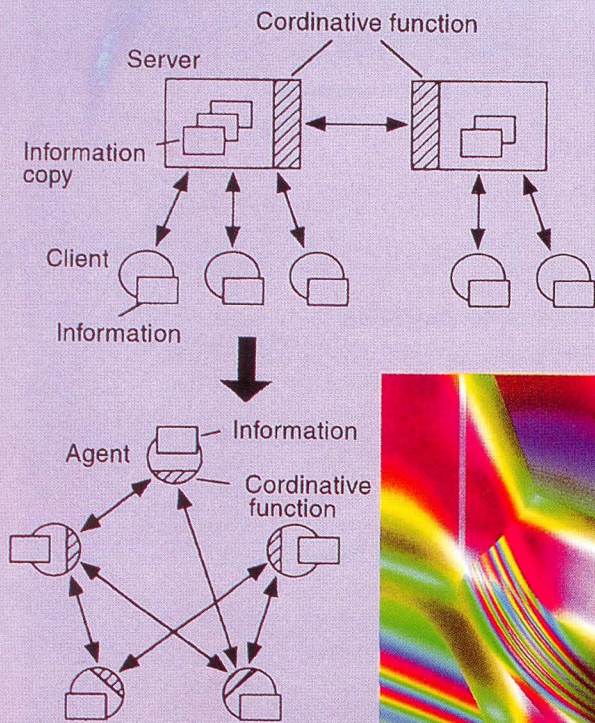 Cordinative function
Server
Information
copy
Client
Information
Information
Agent
Cordinative
function